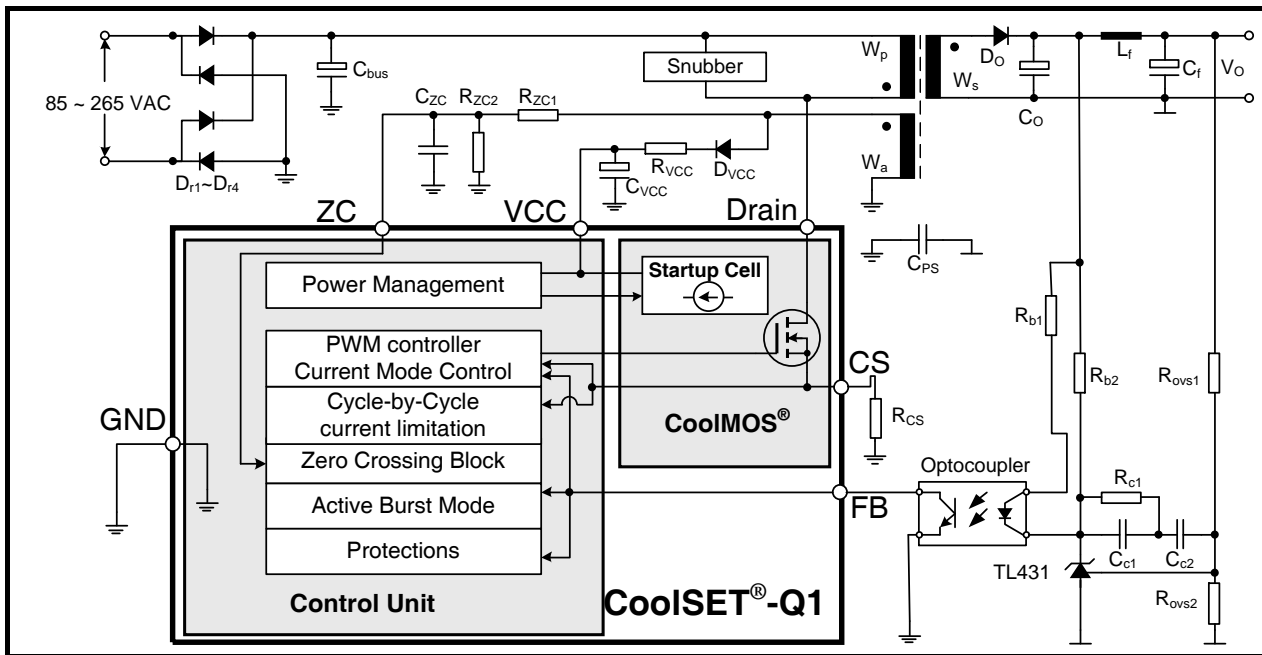 85 ~ 265 VAC
Dr1~Dr4
Cbus
Snubber
Wp
Ws
DO
CO
Lf
Cf
VO
CZC
RZC2
RZC1
RVCC
DVCC
CVCC
Wa
ZC
VCC
Drain
CPS
Power Management
Startup Cell
PWM controller
Current Mode Control
Cycle-by-Cycle
current limitation
Zero Crossing Block
Active Burst Mode
Protections
Control Unit
CoolMOS®
CoolSET®-Q1
GND
CS
RCS
FB
Optocoupler
Rb1
Rb2
Rovs1
Rc1
Cc1
Cc2
TL431
Rovs2